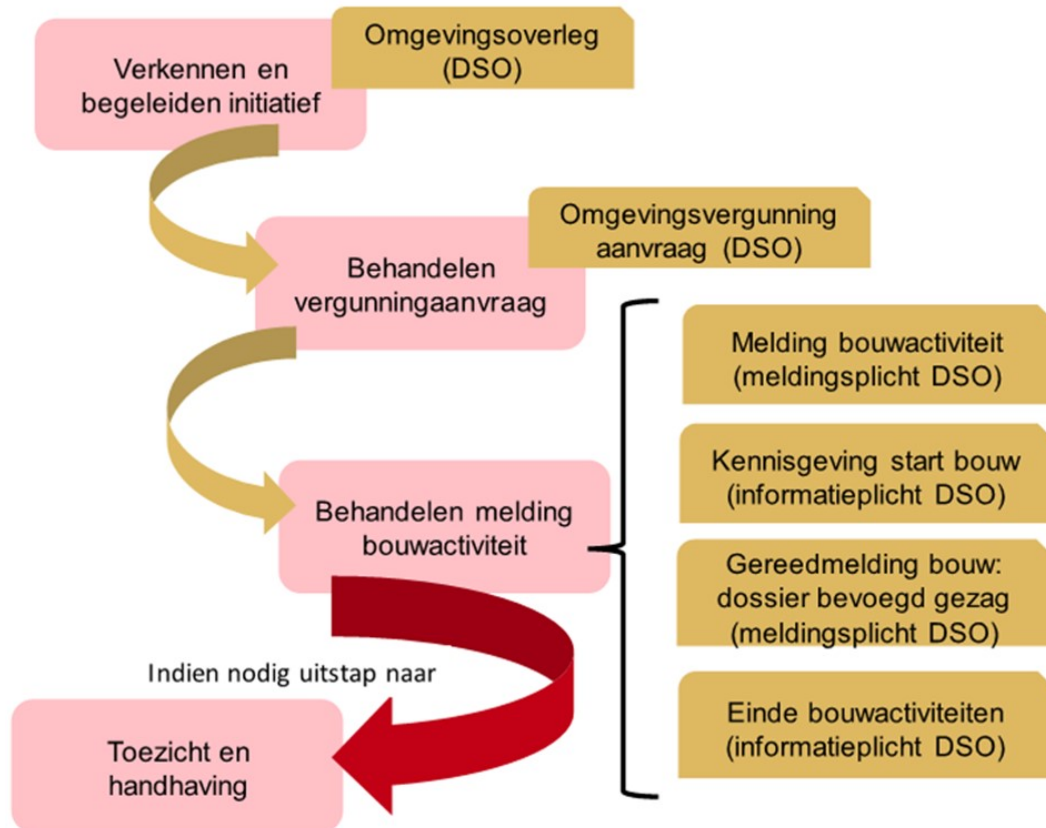 Omgevingsoverleg
(DSO)
Verkennen en
begeleiden initiatief
Omgevingsvergunning
aanvraag (DSO)
Behandelen
vergunningaanvraag
Melding bouwactiviteit
(meldingsplicht DSO)
Kennisgeving start bouw
(informatieplicht DSO)
Behandelen melding
bouwactiviteit
Gereedmelding bouw:
dossier bevoegd gezag
(meldingsplicht DSO)
Indien nodig uitstap naar
Einde bouwactiviteiten
(informatieplicht DSO)
Toezicht en
handhaving